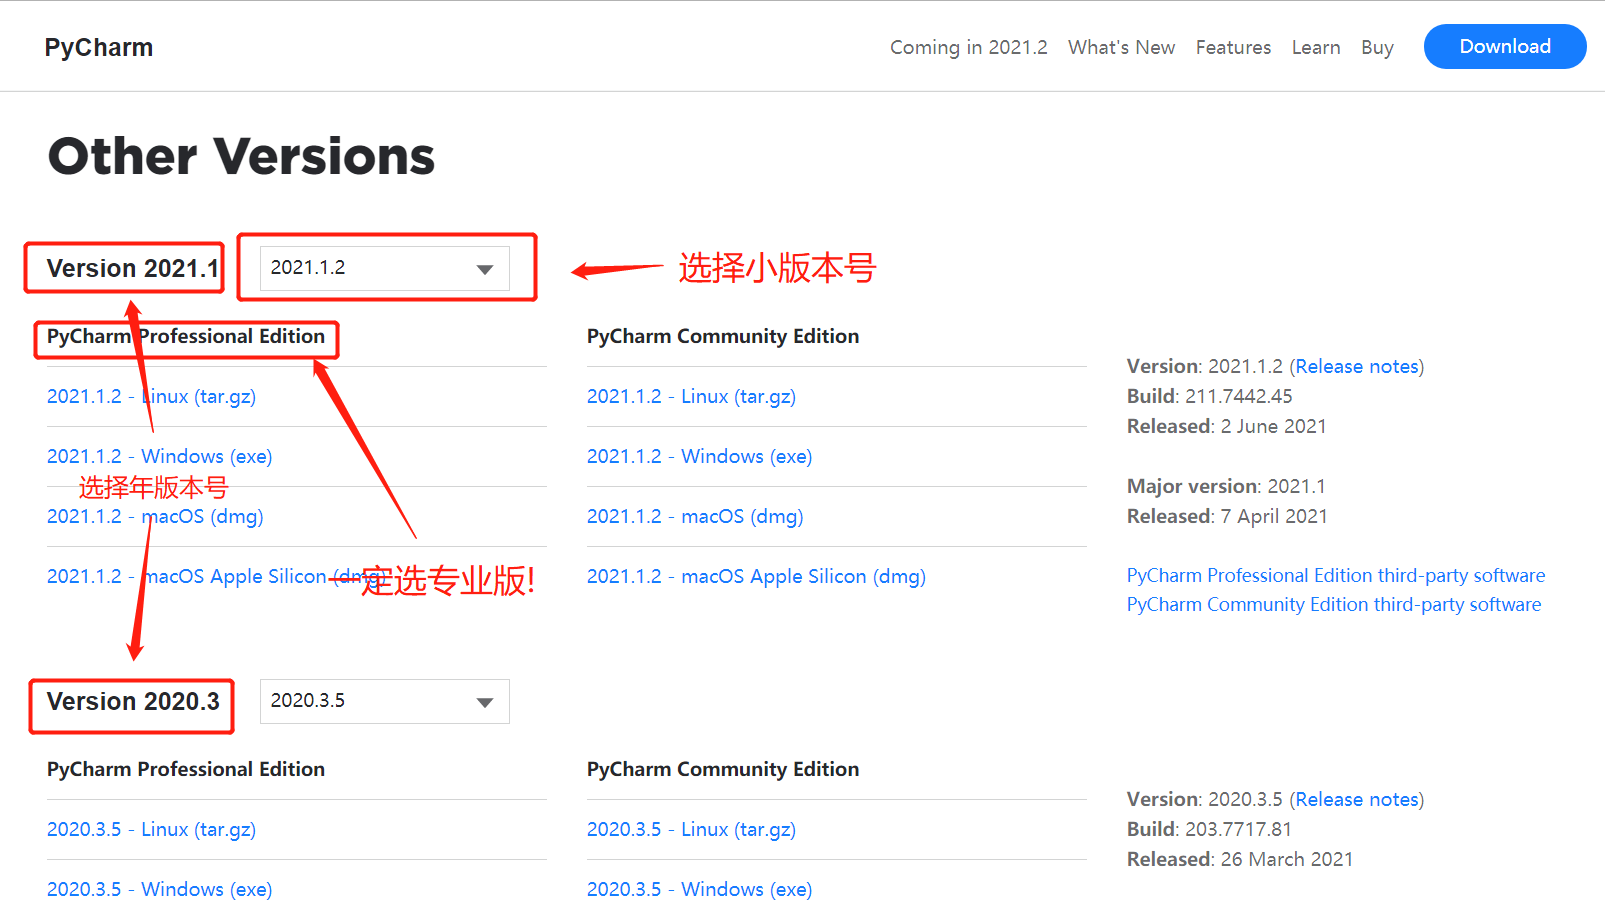 PyCharm
Coming in 2021.2 What's New Features Learn Buy Download
Other Versions
Version 2021.1 2021.1.2 选择小版本号
PyCharm Professional Edition
2021.1.2 - Linux (tar.gz)
2021.1.2 - Windows (exe)
选择年版本号
2021.1.2 - macOS (dmg)
2021.1.2 - macOS Apple Silicon (dmg)
一定选专业版!
PyCharm Community Edition
2021.1.2 - Linux (tar.gz)
2021.1.2 - Windows (exe)
2021.1.2 - macOS (dmg)
2021.1.2 - macOS Apple Silicon (dmg)
Version: 2021.1.2 (Release notes)
Build: 211.7442.45
Released: 2 June 2021
Major version: 2021.1
Released: 7 April 2021
PyCharm Professional Edition third-party software
PyCharm Community Edition third-party software
Version 2020.3 2020.3.5
PyCharm Professional Edition
2020.3.5 - Linux (tar.gz)
2020.3.5 - Windows (exe)
PyCharm Community Edition
2020.3.5 - Linux (tar.gz)
2020.3.5 - Windows (exe)
Version: 2020.3.5 (Release notes)
Build: 203.7717.81
Released: 26 March 2021